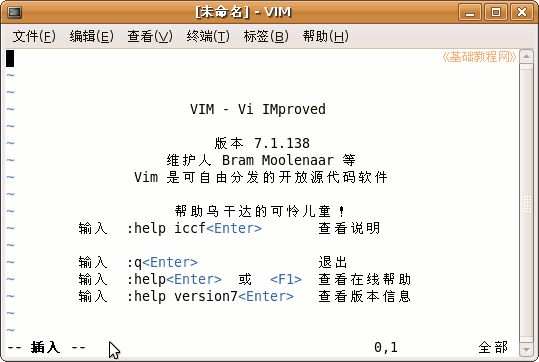 [未命名] - VIM
文件(F) 编辑(E) 查看(V) 终端(T) 标签(B) 帮助(H)
《基础教程网》
~
~
~
VIM - Vi IMproved
~
~
版本 7.1.138
~
维护人 Bram Moolenaar 等
~
Vim 是可自由分发的开放源代码软件
~
~
帮助乌干达的可怜儿童!
~
输入 :help iccf<Enter> 查看说明
~
~
输入 :q<Enter> 退出
~
输入 :help<Enter> 或 <F1> 查看在线帮助
~
输入 :help version7<Enter> 查看版本信息
~
~
-- 插入 -- 0,1 全部